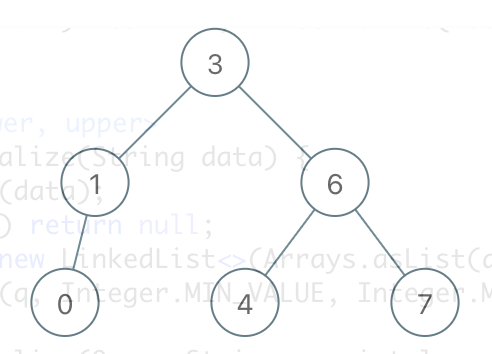 3
er, upper>
alize(String data) {
1
6
(data);
) return null;
new LinkedList<>(Arrays.asList(d
0
4
7
(q, Integer.MIN_VALUE, Integer.M